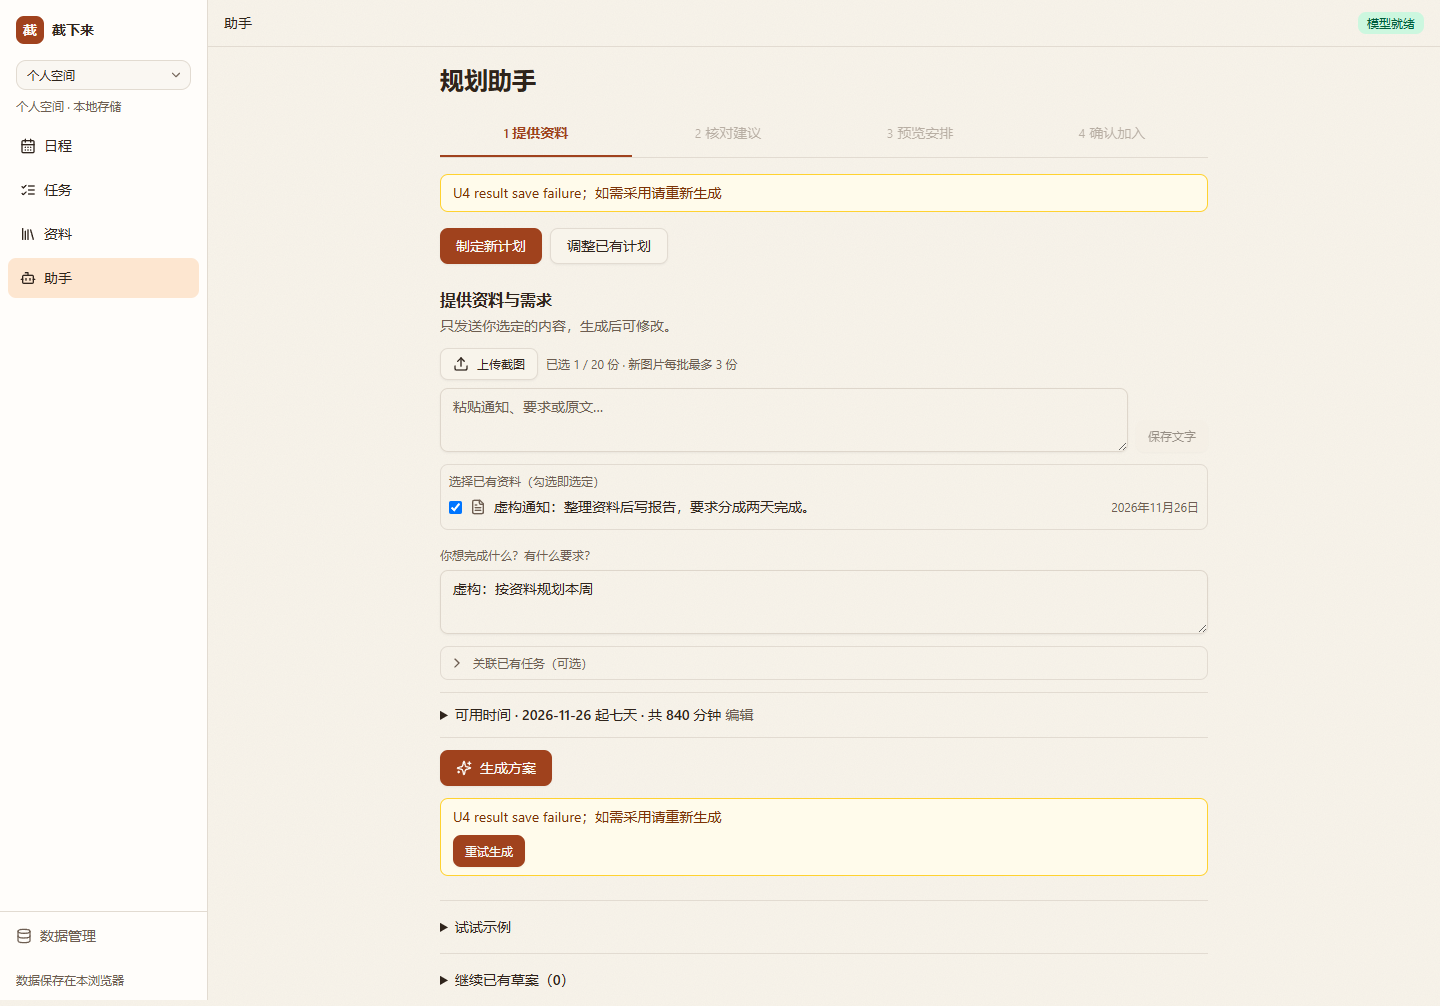 截 截下来
个人空间
个人空间 · 本地存储
日程
任务
资料
助手
数据管理
数据保存在本浏览器
助手
模型就绪
规划助手
1 提供资料
2 核对建议
3 预览安排
4 确认加入
U4 result save failure；如需采用请重新生成
制定新计划
调整已有计划
提供资料与需求
只发送你选定的内容，生成后可修改。
上传截图
已选 1 / 20 份 · 新图片每批最多 3 份
粘贴通知、要求或原文...
保存文字
选择已有资料（勾选即选定）
虚构通知：整理资料后写报告，要求分成两天完成。
2026年11月26日
你想完成什么？有什么要求？
虚构：按资料规划本周
关联已有任务（可选）
可用时间 · 2026-11-26 起七天 · 共 840 分钟 编辑
生成方案
U4 result save failure；如需采用请重新生成
重试生成
试试示例
继续已有草案（0）